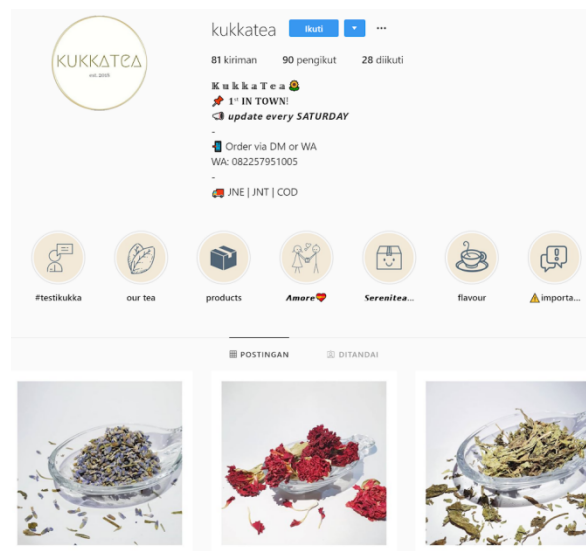 KUKKATEA
est. 2019
kukkatea Ikuti
81 kiriman 90 pengikut 28 diikuti
KukkaTea
1st IN TOWN!
update every SATURDAY
-
Order via DM or WA
WA: 082257951005
-
JNE | JNT | COD
#testikukka our tea products Amore Serenitea... flavour importa...
POSTINGAN DITANDAI